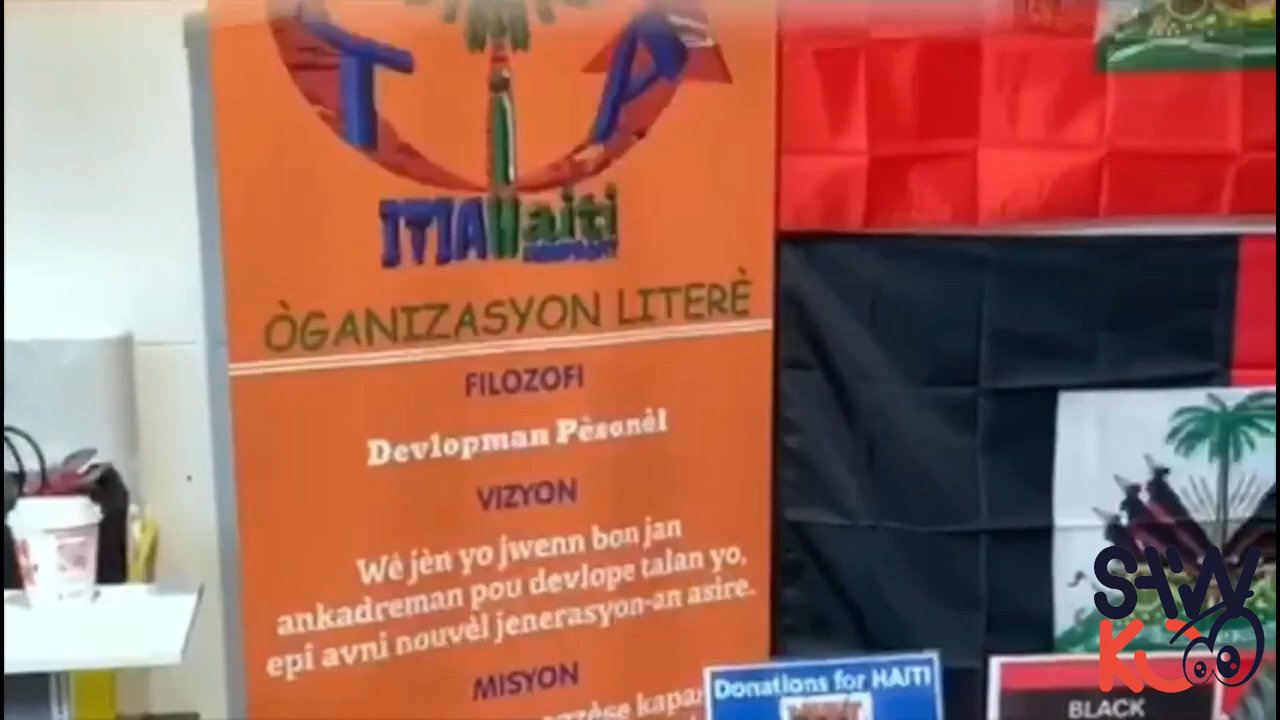 ITIAHaiti
ÒGANIZASYON LITERÈ
FILOZOFI
Devlopman Pèsonèl
VIZYON
Wè jèn yo jwenn bon jan
ankadreman pou devlope talan yo,
epi avni nouvèl jenerasyon-an asire.
MISYON
kapa
Donations for HAITI
BLACK